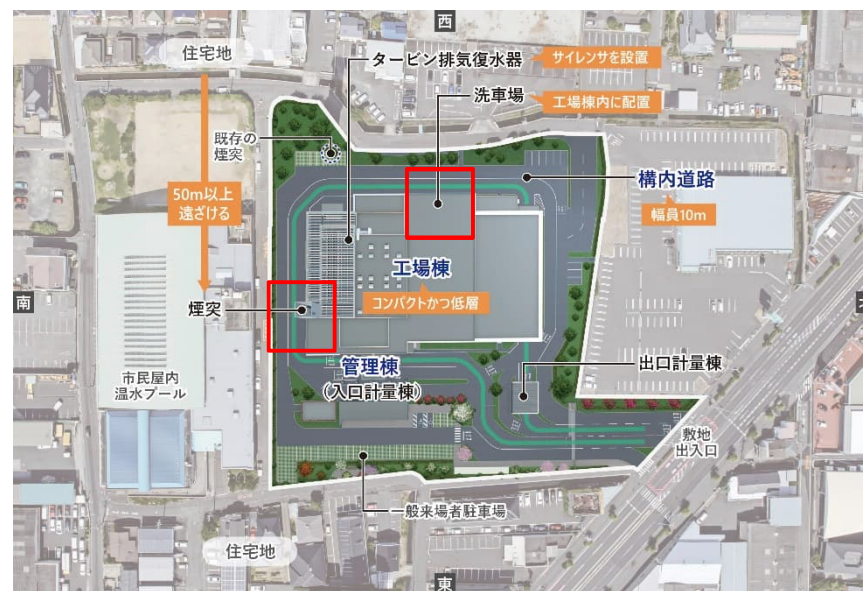 西
住宅地
タービン排気復水器
サイレンサを設置
洗車場
工場棟内に配置
既存の
煙突
構内道路
幅員10m
50m以上
遠ざける
工場棟
コンパクトかつ低層
南
煙突
管理棟
(入口計量棟)
出口計量棟
市民屋内
温水プール
敷地
出入口
一般来場者駐車場
住宅地
東